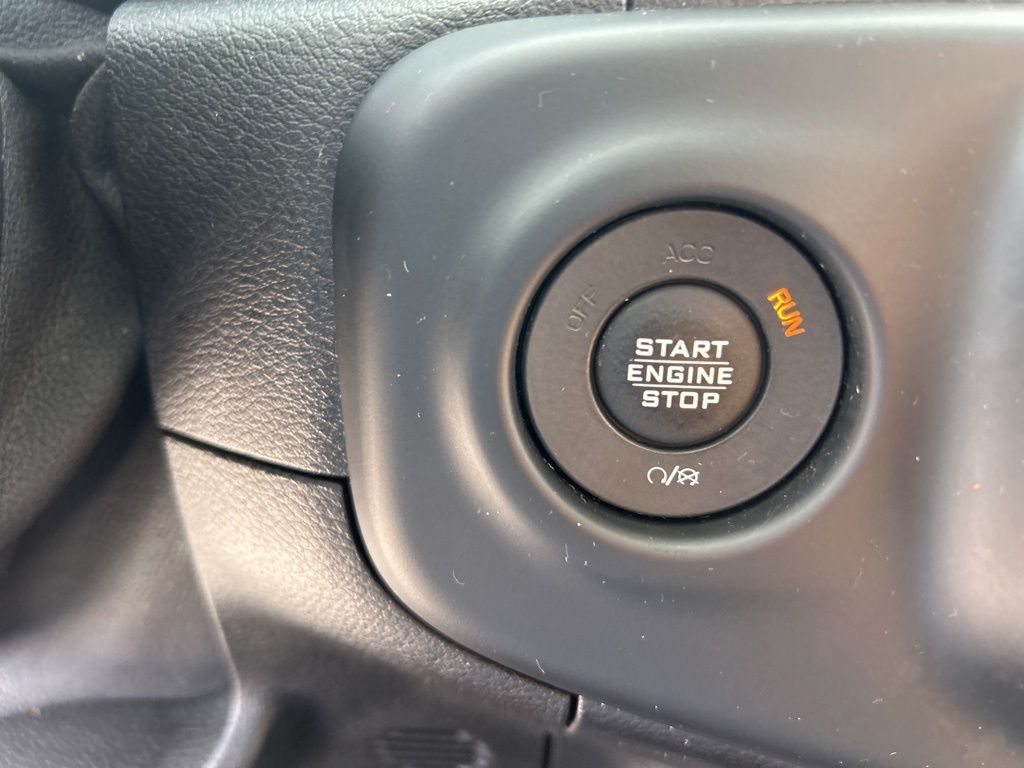 ACC
OFF
RUN
START
ENGINE
STOP